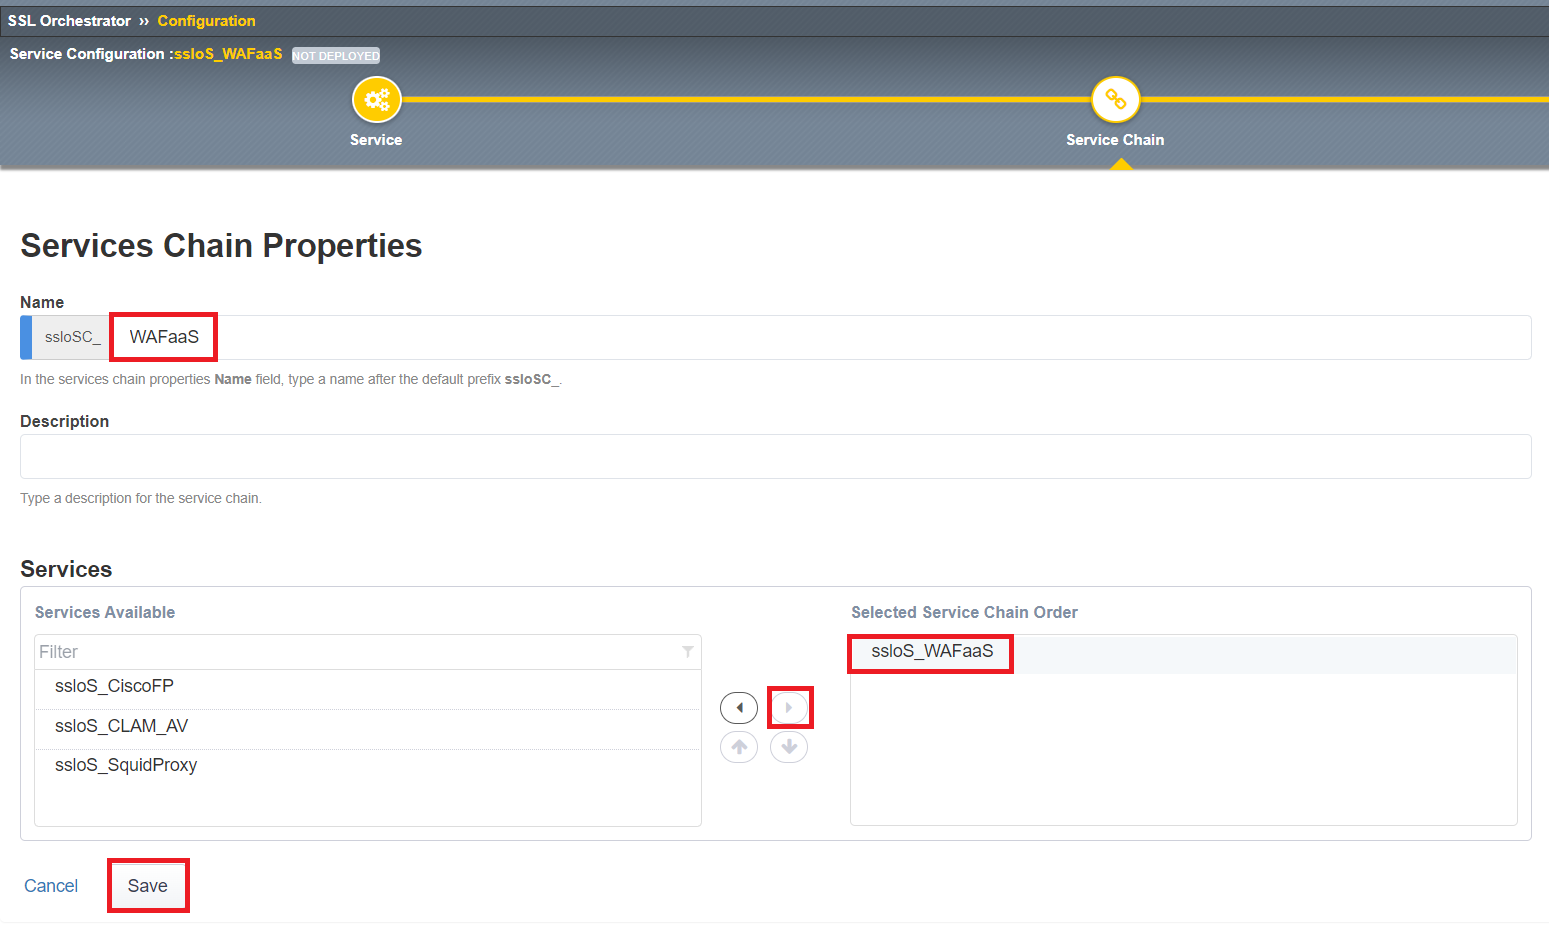 SSL Orchestrator ›› Configuration
Service Configuration :ssloS_WAFaaS NOT DEPLOYED
Service
Service Chain
Services Chain Properties
Name
ssloSC_ WAFaaS
In the services chain properties Name field, type a name after the default prefix ssloSC_.
Description
Type a description for the service chain.
Services
Services Available
Filter
ssloS_CiscoFP
ssloS_CLAM_AV
ssloS_SquidProxy
Selected Service Chain Order
ssloS_WAFaaS
Cancel Save